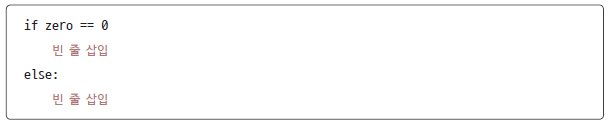 if zero == 0
빈 줄 삽입
else:
빈 줄 삽입